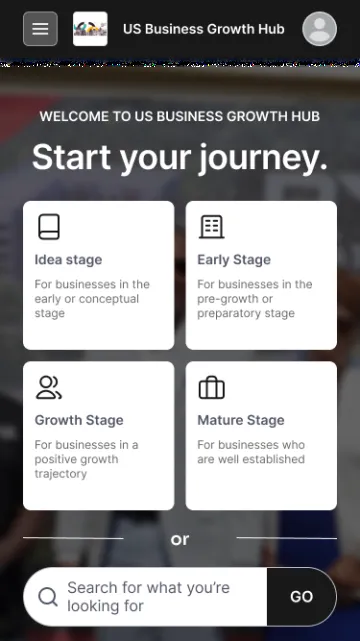 US Business Growth Hub
WELCOME TO US BUSINESS GROWTH HUB
Start your journey.
Idea stage
For businesses in the
early or conceptual
stage
Early Stage
For businesses in the
pre-growth or
preparatory stage
Growth Stage
For businesses in a
positive growth
trajectory
Mature Stage
For businesses who
are well established
or
Search for what you're
looking for
GO